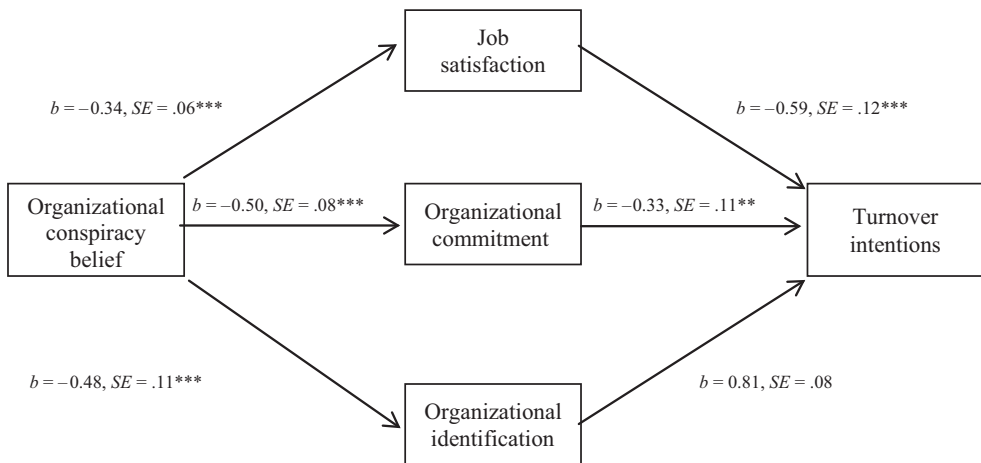 Job
satisfaction
b = −0.34, SE = .06***
b = −0.59, SE = .12***
Organizational
conspiracy
belief
b = −0.50, SE = .08***
Organizational
commitment
b = −0.33, SE = .11**
Turnover
intentions
b = −0.48, SE = .11***
b = 0.81, SE = .08
Organizational
identification